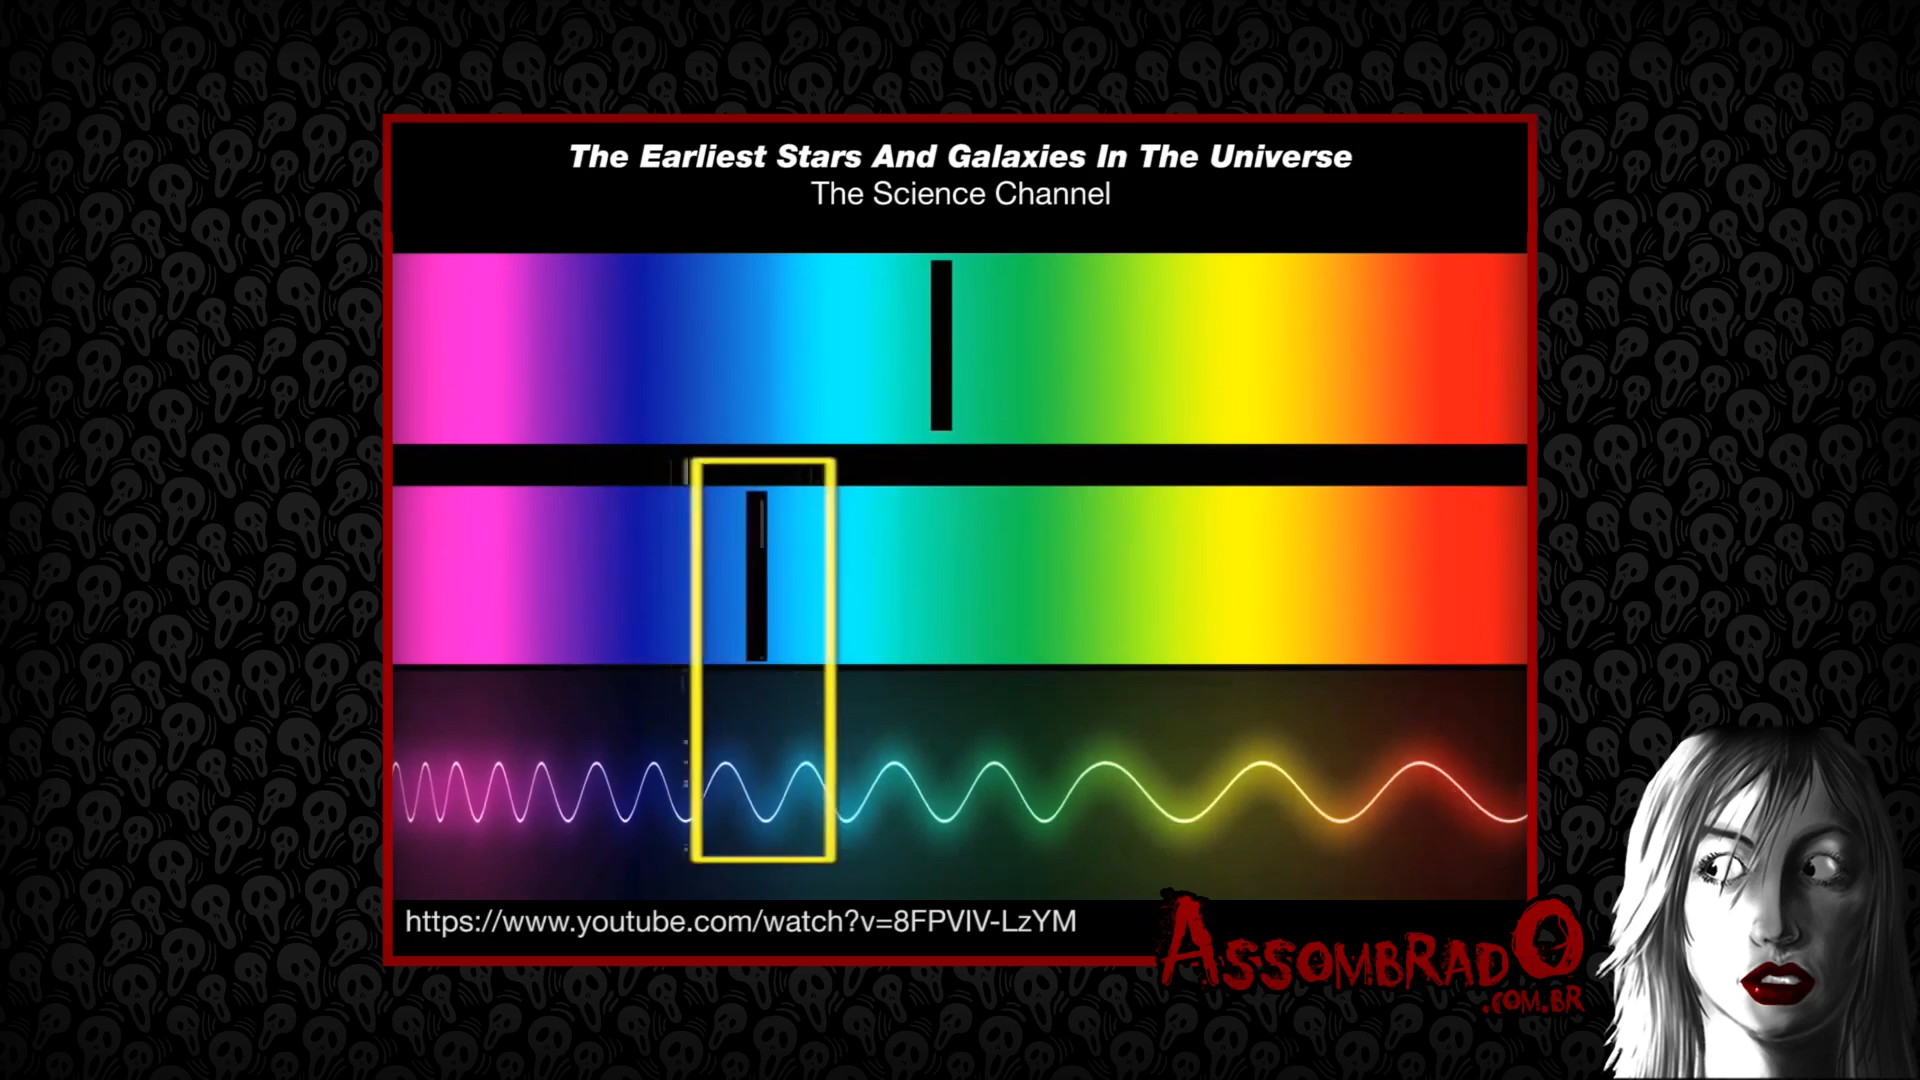 The Earliest Stars And Galaxies In The Universe
The Science Channel
https://www.youtube.com/watch?v=8FPVIV-LzYM
ASSOMBRADO
.COM.BR